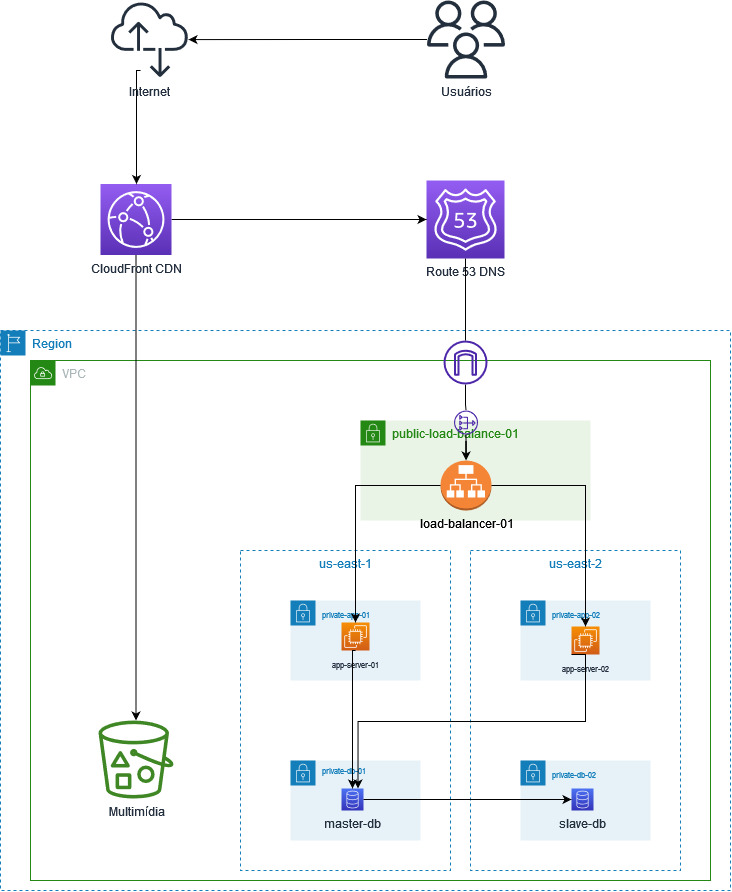 Internet
Usuários
53
CloudFront CDN
Route 53 DNS
Region
VPC
public-load-balance-01
load-balancer-01
us-east-1
us-east-2
private-app-01
private-app-02
app-server-01
app-server-02
private-db-01
private-db-02
master-db
slave-db
Multimídia